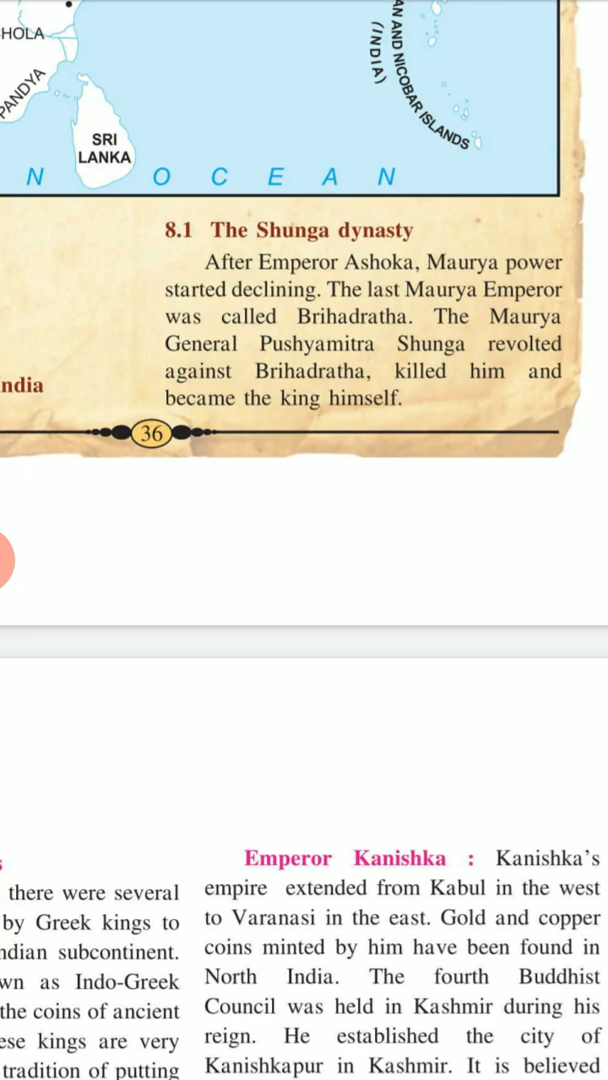 HOLA
PANDYA
SRI
LANKA
AN AND NICOBAR ISLANDS
(INDIA)
N OCEAN
8.1 The Shunga dynasty
After Emperor Ashoka, Maurya power
started declining. The last Maurya Emperor
was called Brihadratha. The Maurya
General Pushyamitra Shunga revolted
against Brihadratha, killed him and
became the king himself.
ndia
36
s
there were several
by Greek kings to
ndian subcontinent.
wn as Indo-Greek
the coins of ancient
ese kings are very
tradition of putting
Emperor Kanishka : Kanishka's
empire extended from Kabul in the west
to Varanasi in the east. Gold and copper
coins minted by him have been found in
North India. The fourth Buddhist
Council was held in Kashmir during his
reign. He established the city of
Kanishkapur in Kashmir. It is believed